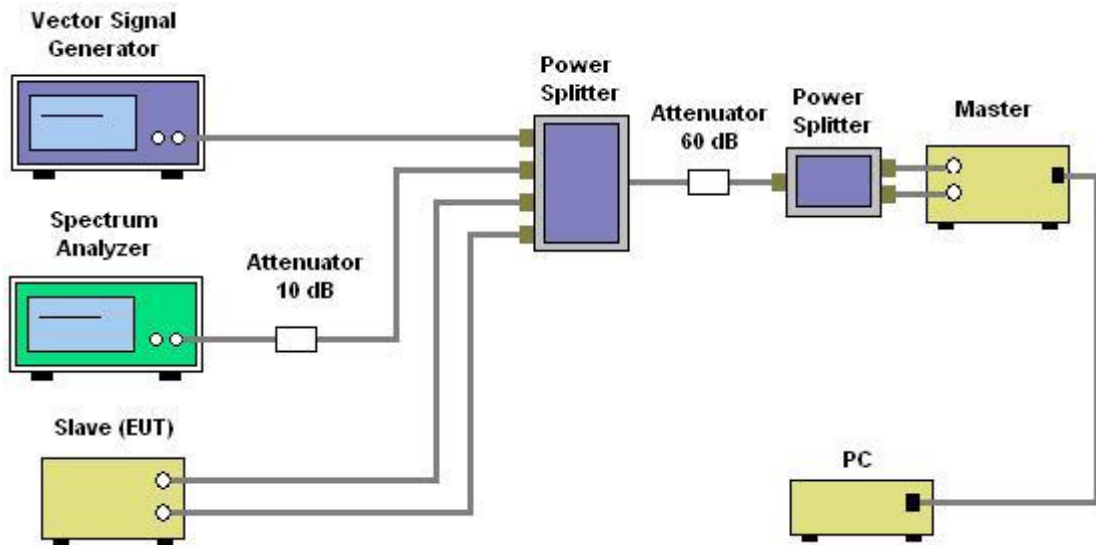 Vector Signal
Generator
Power
Splitter
Attenuator
60 dB
Power
Splitter
Master
Spectrum
Analyzer
Attenuator
10 dB
Slave (EUT)
PC